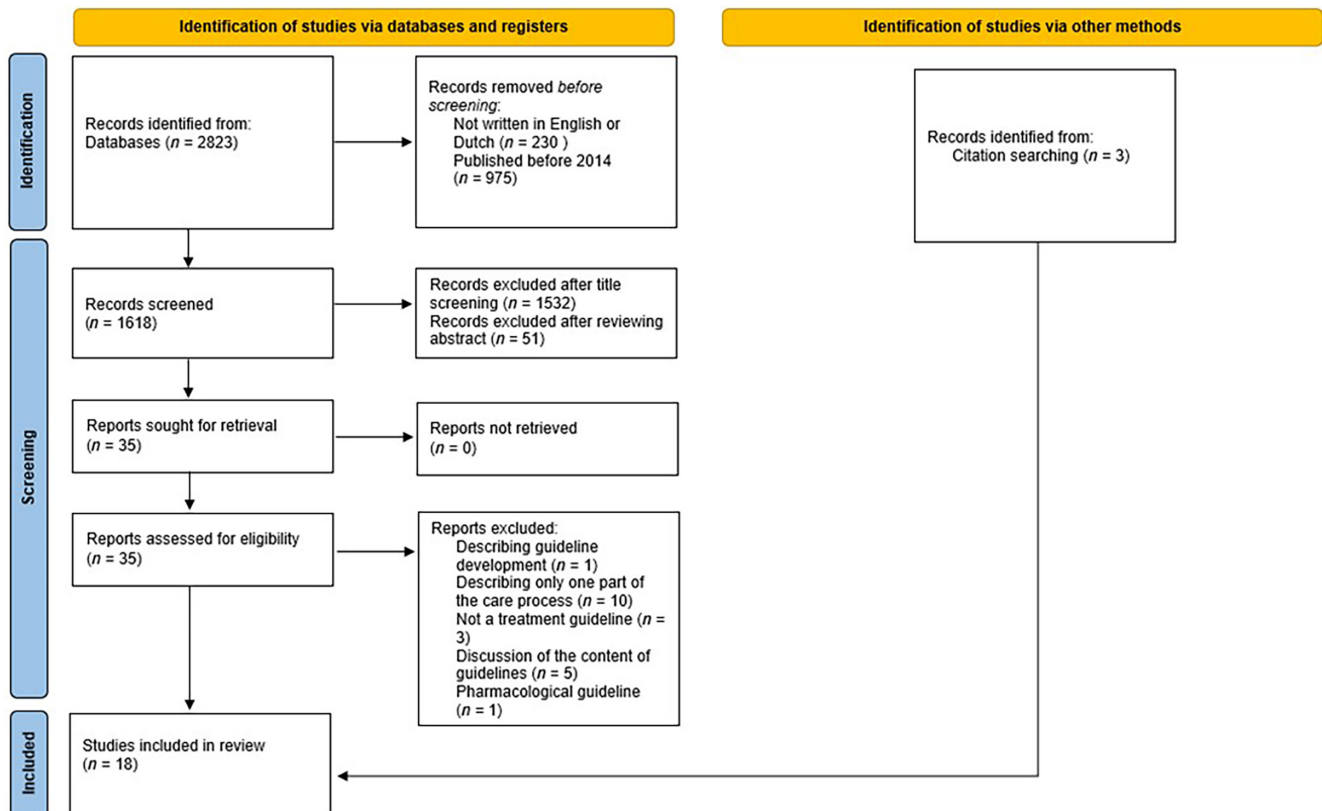 Identification of studies via databases and registers
Identification of studies via other methods
Identification
Records identified from:
Databases (n = 2823)
Records removed before
screening:
Not written in English or
Dutch (n = 230 )
Published before 2014
(n = 975)
Records identified from:
Citation searching (n = 3)
Screening
Records screened
(n = 1618)
Records excluded after title
screening (n = 1532)
Records excluded after reviewing
abstract (n = 51)
Reports sought for retrieval
(n = 35)
Reports not retrieved
(n = 0)
Reports assessed for eligibility
(n = 35)
Reports excluded:
Describing guideline
development (n = 1)
Describing only one part of
the care process (n = 10)
Not a treatment guideline (n =
3)
Discussion of the content of
guidelines (n = 5)
Pharmacological guideline
(n = 1)
Included
Studies included in review
(n = 18)